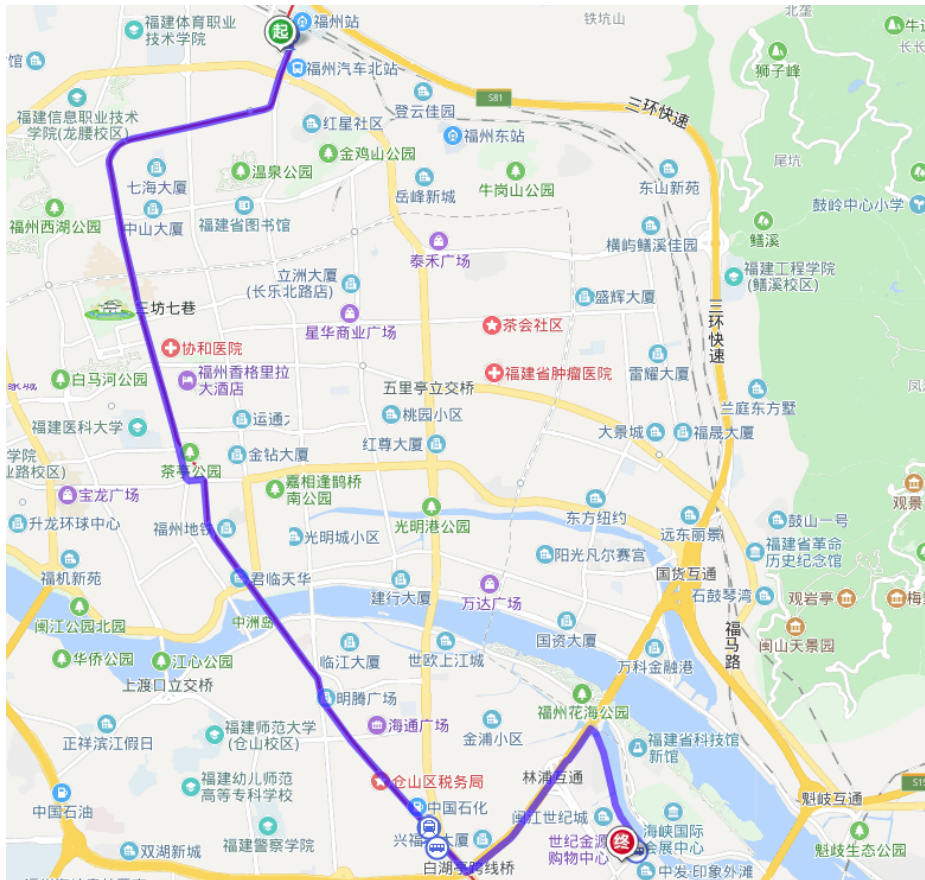 铁坑山
北垄
福建体育职业
技术学院
起
福州站
狮子峰
牛
长长
馆
福州汽车北站
S81
三环快速
福建信息职业技术
学院(龙腰校区)
登云佳园
红星社区
福州东站
金鸡山公园
尾坑
七海大厦
温泉公园
岳峰新城
牛岗山公园
东山新苑
福州西湖公园
中山大厦
福建省图书馆
鼓岭中心小学
横屿鳝溪佳园
鳝溪
泰禾广场
立洲大厦
(长乐北路店)
福建工程学院
(鳝溪校区)
盛辉大厦
三坊七巷
星华商业广场
茶会社区
三环快速
协和医院
福州香格里拉
大酒店
白马河公园
福建省肿瘤医院
雷耀大厦
五里亭立交桥
兰庭东方墅
福建医科大学
运通
桃园小区
大景城
福晟大厦
红尊大厦
金钻大厦
学院
业路校区)
茶亭公园
嘉相逢鹊桥
南公园
宝龙广场
观景
升龙环球中心
福州地铁
光明城小区
光明港公园
东方纽约
远东丽景
鼓山一号
福建省革命
历史纪念馆
阳光凡尔赛宫
福机新苑
君临天华
建行大厦
万达广场
国货互通
石鼓琴湾
观岩亭
梅
闽江公园北园
中洲岛
国资大厦
福马路
闽山天景园
华侨公园
江心公园
临江大厦
世欧上江城
万科金融港
上渡口立交桥
明腾广场
福州花海公园
正祥滨江假日
福建师范大学
(仓山校区)
海通广场
金浦小区
福建省科技馆
新馆
福建幼儿师范
高等专科学校
仓山区税务局
林浦互通
中国石油
中国石化
闽江世纪城
魁岐互通
S15
福建警察学院
兴福
大厦
世纪金源
购物中心
终
海峡国际
会展中心
双湖新城
白湖亭跨线桥
中发·印象外滩
魁岐生态公园